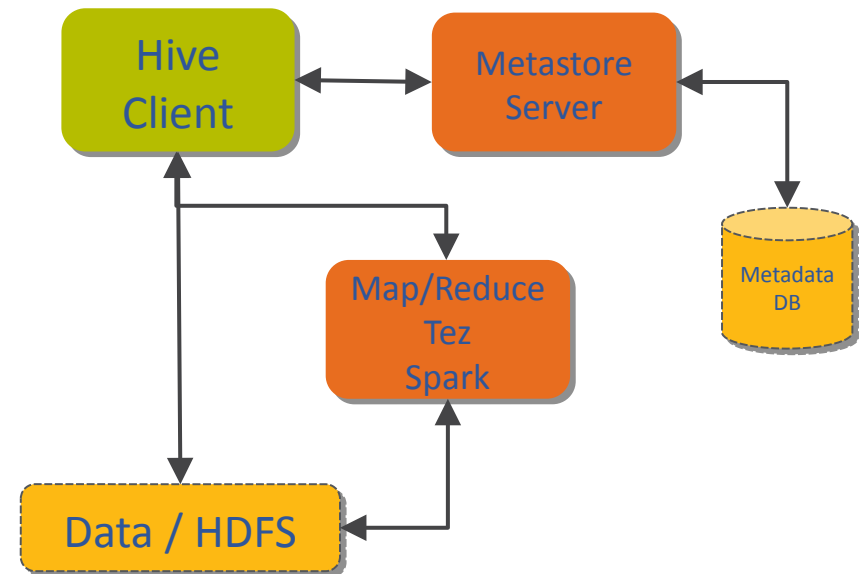 Hive
Client
Metastore
Server
Metadata
DB
Map/Reduce
Tez
Spark
Data / HDFS